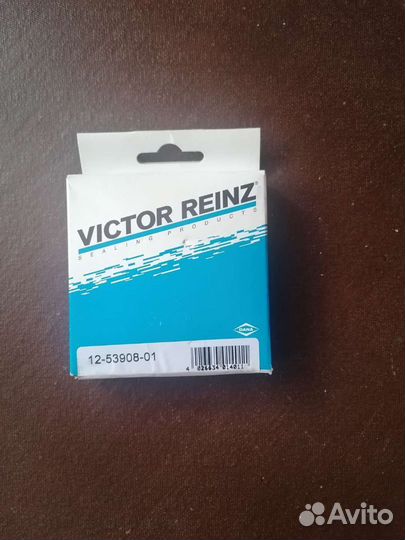 VICTOR REINZ®
SEALING PRODUCTS
DANA
12-53908-01
4 026634 014011
Avito